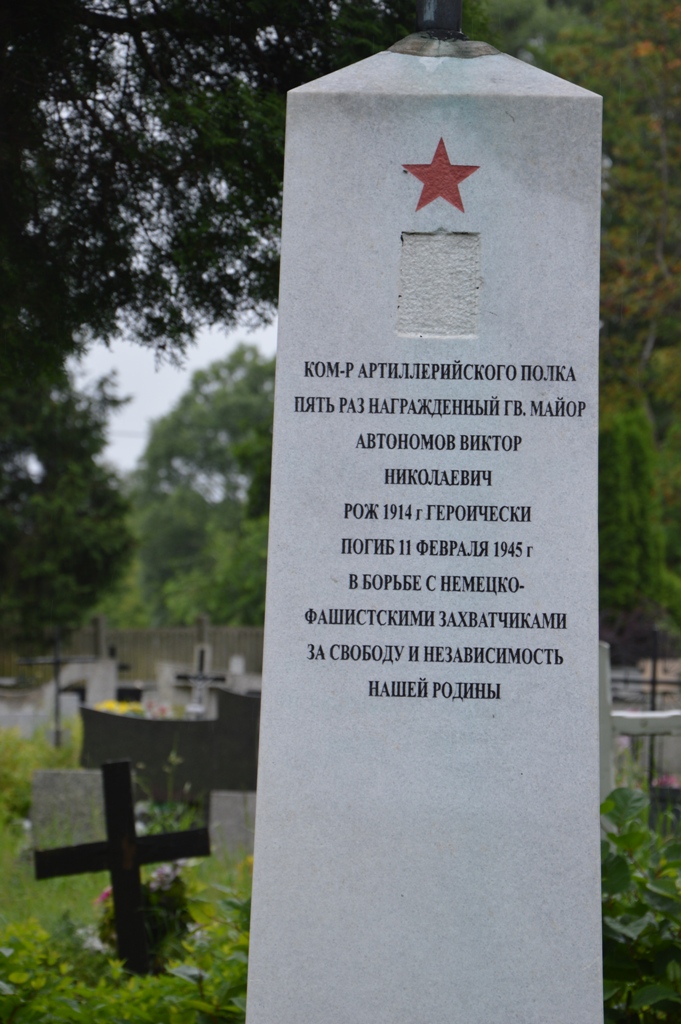 КОМ-Р АРТИЛЛЕРИЙСКОГО ПОЛКА
ПЯТЬ РАЗ НАГРАЖДЕННЫЙ ГВ. МАЙОР
АВТОНОМОВ ВИКТОР
НИКОЛАЕВИЧ
РОЖ 1914 г ГЕРОИЧЕСКИ
ПОГИБ 11 ФЕВРАЛЯ 1945 г
В БОРЬБЕ С НЕМЕЦКО-
ФАШИСТСКИМИ ЗАХВАТЧИКАМИ
ЗА СВОБОДУ И НЕЗАВИСИМОСТЬ
НАШЕЙ РОДИНЫ